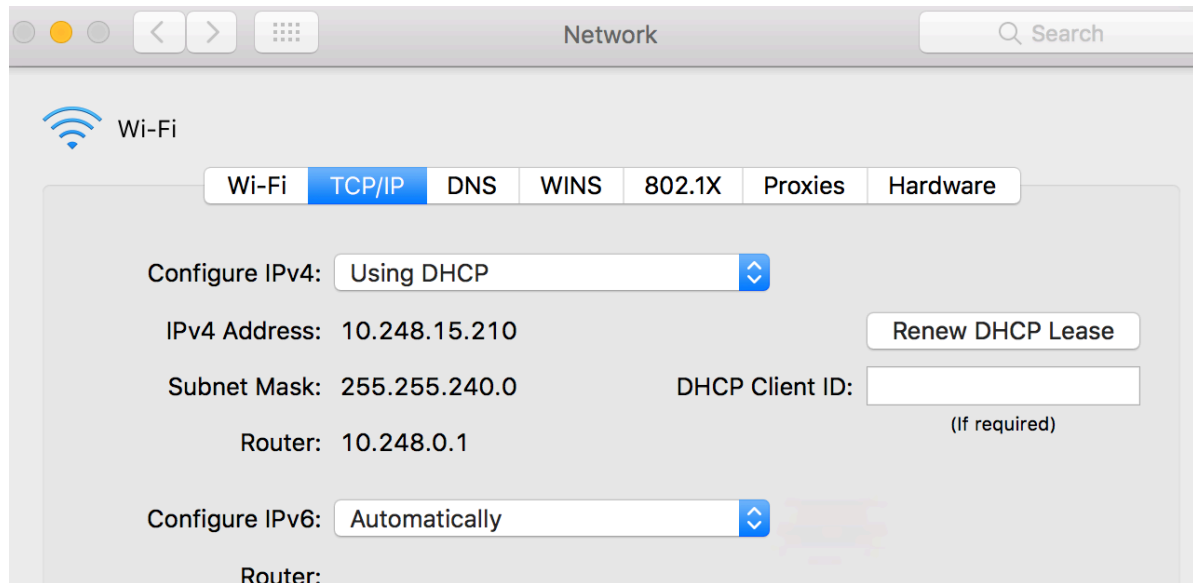 Network
Search
Wi-Fi
Wi-Fi TCP/IP DNS WINS 802.1X Proxies Hardware
Configure IPv4: Using DHCP
IPv4 Address: 10.248.15.210 Renew DHCP Lease
Subnet Mask: 255.255.240.0 DHCP Client ID:
(If required)
Router: 10.248.0.1
Configure IPv6: Automatically
Router: